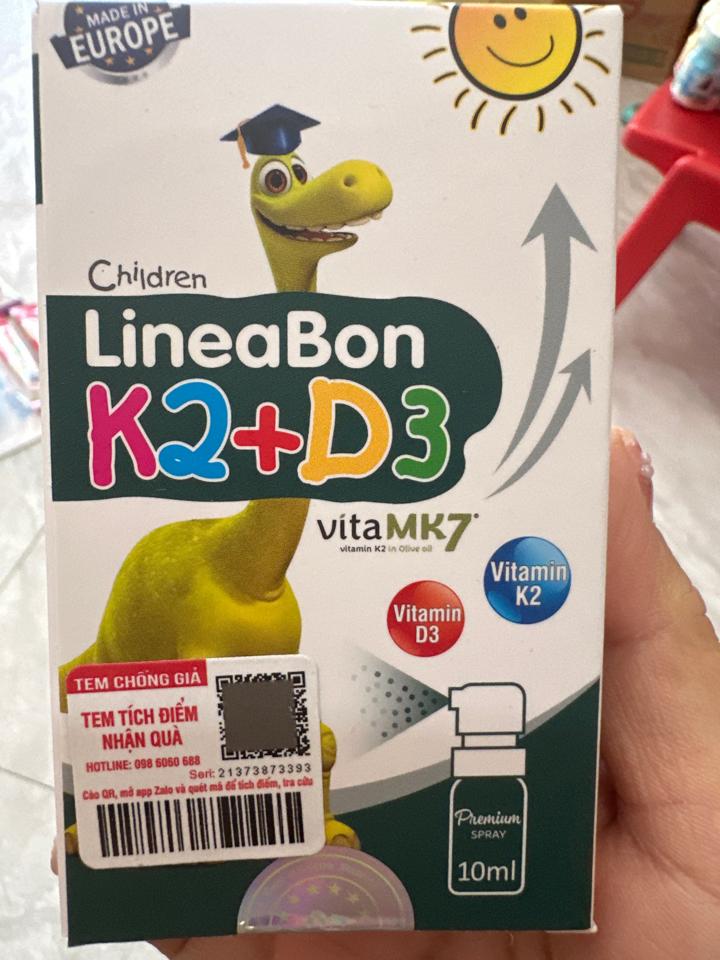 MADE IN
EUROPE
Children
LineaBon
K2+D3
vitaMK7®
vitamin K2 in Olive oil
Vitamin
K2
Vitamin
D3
TEM CHỐNG GIẢ
TEM TÍCH ĐIỂM
NHẬN QUÀ
HOTLINE: 098 6060 688
Seri: 21373873393
Cào QR, mở app Zalo và quét mã để tích điểm, tra cứu
Premium
SPRAY
10ml